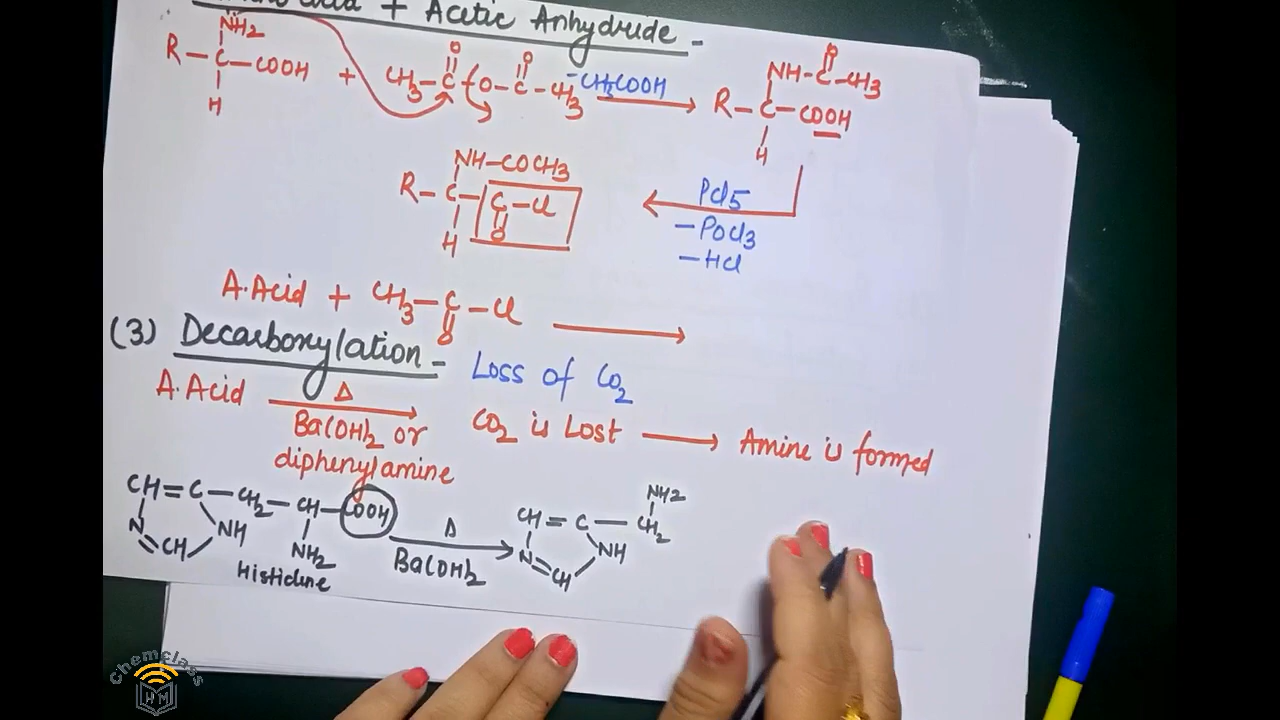 Acid + Acetic Anhydride -
NH2
R-C-COOH + CH3-C-O-C-CH3 -CH3COOH → R-C-COOH
O O
H
NH-C-CH3
O
H
NH-COCH3
R-C-C-Cl
H O
PCl5
-POCl3
-HCl
A.Acid + CH3-C-Cl →
O
(3) Decarboxylation - Loss of CO2
A.Acid Δ → CO2 is Lost → Amine is formed
Ba(OH)2 or
diphenylamine
CH=C-CH2-CH-COOH Δ → CH=C-CH2
NH2
N NH NH2 Ba(OH)2 N NH
CH CH
Histidine
Chemclass
HM